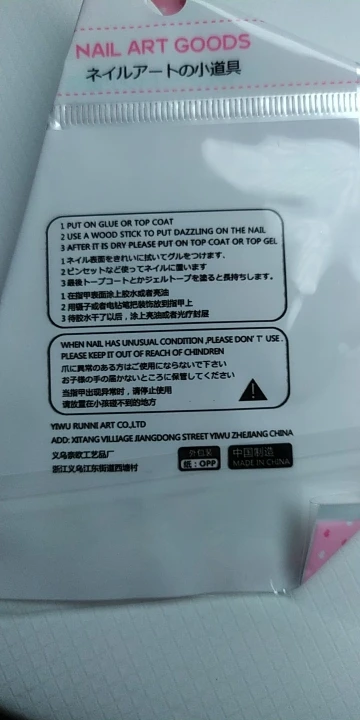 NAIL ART GOODS
ネイルアートの小道具
1 PUT ON GLUE OR TOP COAT
2 USE A WOOD STICK TO PUT DAZZLING ON THE NAIL
3 AFTER IT IS DRY PLEASE PUT ON TOP COAT OR TOP GEL
1 ネイル表面をきれいに拭いてグルをつけます.
2 ピンセットなど使ってネイルに置います
3 最後トープコートとかジェルトープを塗ると長持ちします。
1 在指甲表面涂上胶水或者亮油
2 用镊子或者电钻笔把装饰放到指甲上
3 待胶水干了以后，涂上亮油或者光疗封层
WHEN NAIL HAS UNUSUAL CONDITION ,PLEASE DON' T' USE .
PLEASE KEEP IT OUT OF REACH OF CHINDREN
爪に異常のある方はご使用にならないで下さい
お子様の手の届かないところに保管してください
当指甲出现异常时，请停止使用
请放置在小孩碰不到的地方
YIWU RUNNI ART CO.,LTD
ADD: XITANG VILLIAGE JIANGDONG STREET YIWU ZHEJIANG CHINA
义乌奈欧工艺品厂
浙江义乌江东街道西塘村
外包装
纸：OPP
中国制造
MADE IN CHINA